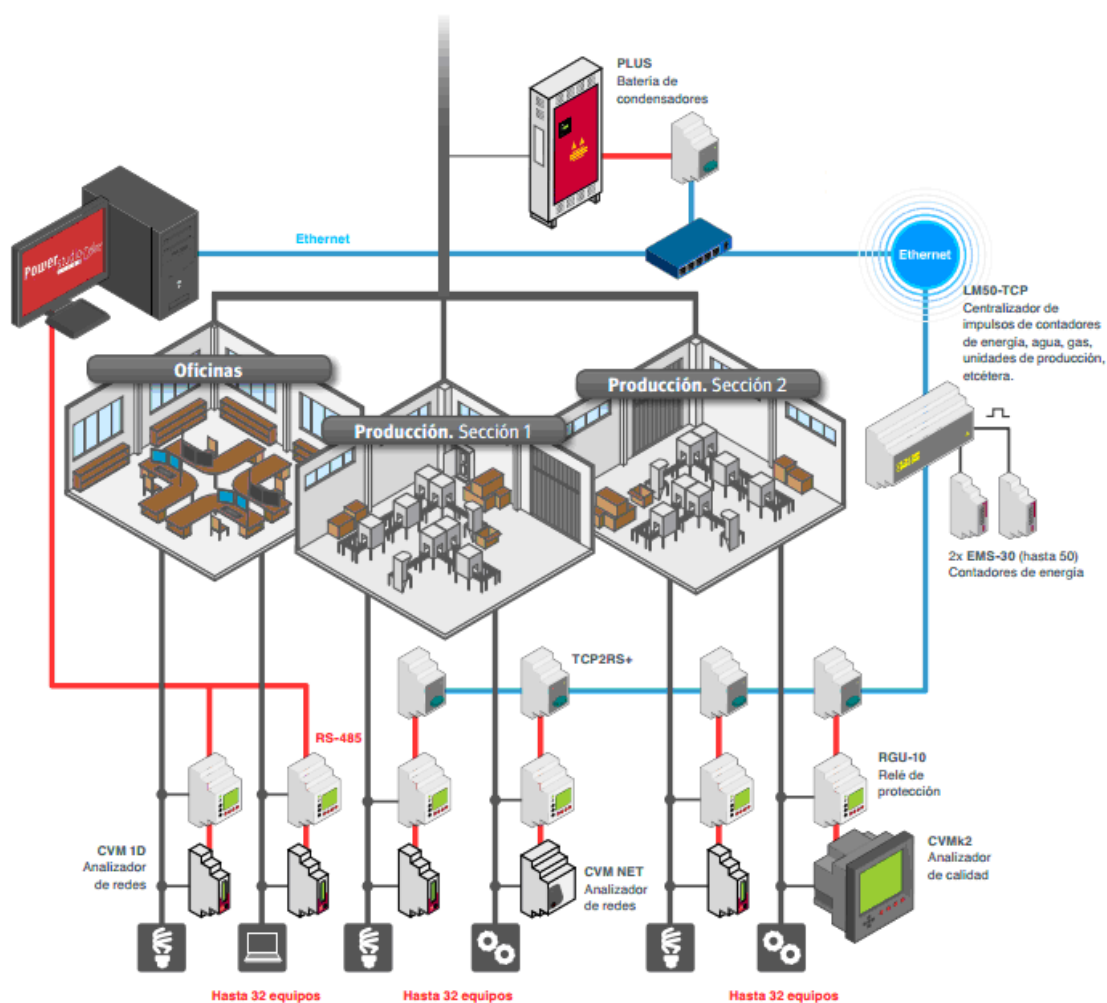 PLUS
Batería de
condensadores
Ethernet
Ethernet
LM50-TCP
Centralizador de
impulsos de contadores
de energía, agua, gas,
unidades de producción,
etcétera.
Oficinas
Producción. Sección 1
Producción. Sección 2
2x EMS-30 (hasta 50)
Contadores de energía
TCP2RS+
RS-485
RGU-10
Relé de
protección
CVM 1D
Analizador
de redes
CVM NET
Analizador
de redes
CVMk2
Analizador
de calidad
Hasta 32 equipos
Hasta 32 equipos
Hasta 32 equipos